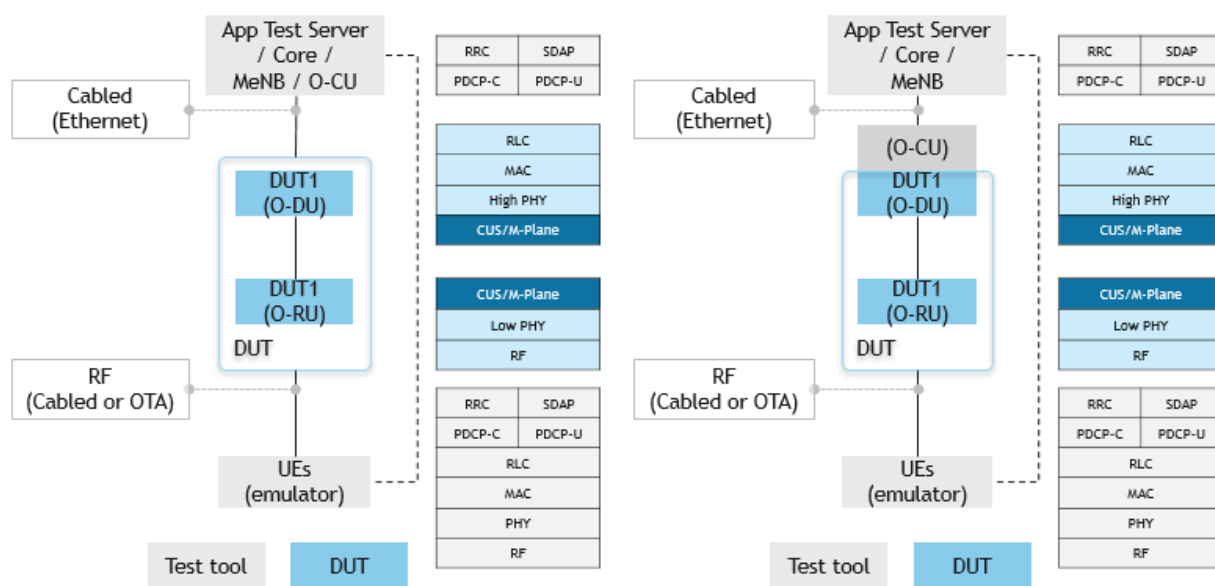 App Test Server
/ Core /
MeNB / O-CU
Cabled
(Ethernet)
DUT1
(O-DU)
DUT1
(O-RU)
DUT
RF
(Cabled or OTA)
UEs
(emulator)
Test tool
DUT
RRC
SDAP
PDCP-C
PDCP-U
RLC
MAC
High PHY
CUS/M-Plane
CUS/M-Plane
Low PHY
RF
RRC
SDAP
PDCP-C
PDCP-U
RLC
MAC
PHY
RF
App Test Server
/ Core /
MeNB
Cabled
(Ethernet)
(O-CU)
DUT1
(O-DU)
DUT1
(O-RU)
DUT
RF
(Cabled or OTA)
UEs
(emulator)
Test tool
DUT
RRC
SDAP
PDCP-C
PDCP-U
RLC
MAC
High PHY
CUS/M-Plane
CUS/M-Plane
Low PHY
RF
RRC
SDAP
PDCP-C
PDCP-U
RLC
MAC
PHY
RF